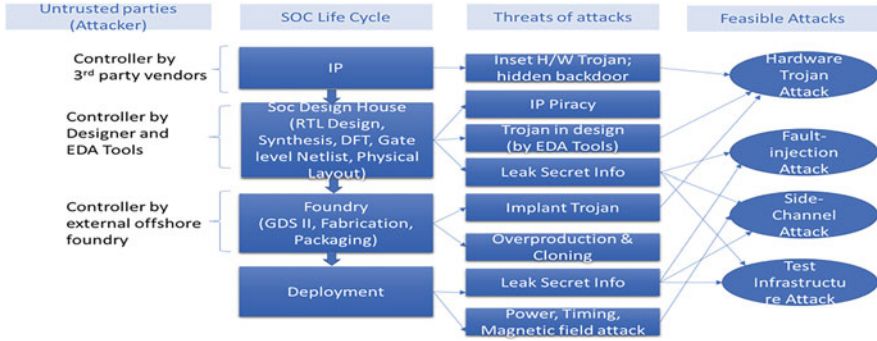 Untrusted parties
(Attacker)
SOC Life Cycle
Threats of attacks
Feasible Attacks
Controller by
3rd party vendors
IP
Inset H/W Trojan;
hidden backdoor
Hardware
Trojan
Attack
Controller by
Designer and
EDA Tools
Soc Design House
(RTL Design,
Synthesis, DFT, Gate
level Netlist, Physical
Layout)
IP Piracy
Trojan in design
(by EDA Tools)
Leak Secret Info
Fault-
injection
Attack
Controller by
external offshore
foundry
Foundry
(GDS II, Fabrication,
Packaging)
Implant Trojan
Overproduction &
Cloning
Side-
Channel
Attack
Deployment
Leak Secret Info
Power, Timing,
Magnetic field attack
Test
Infrastructu
re Attack